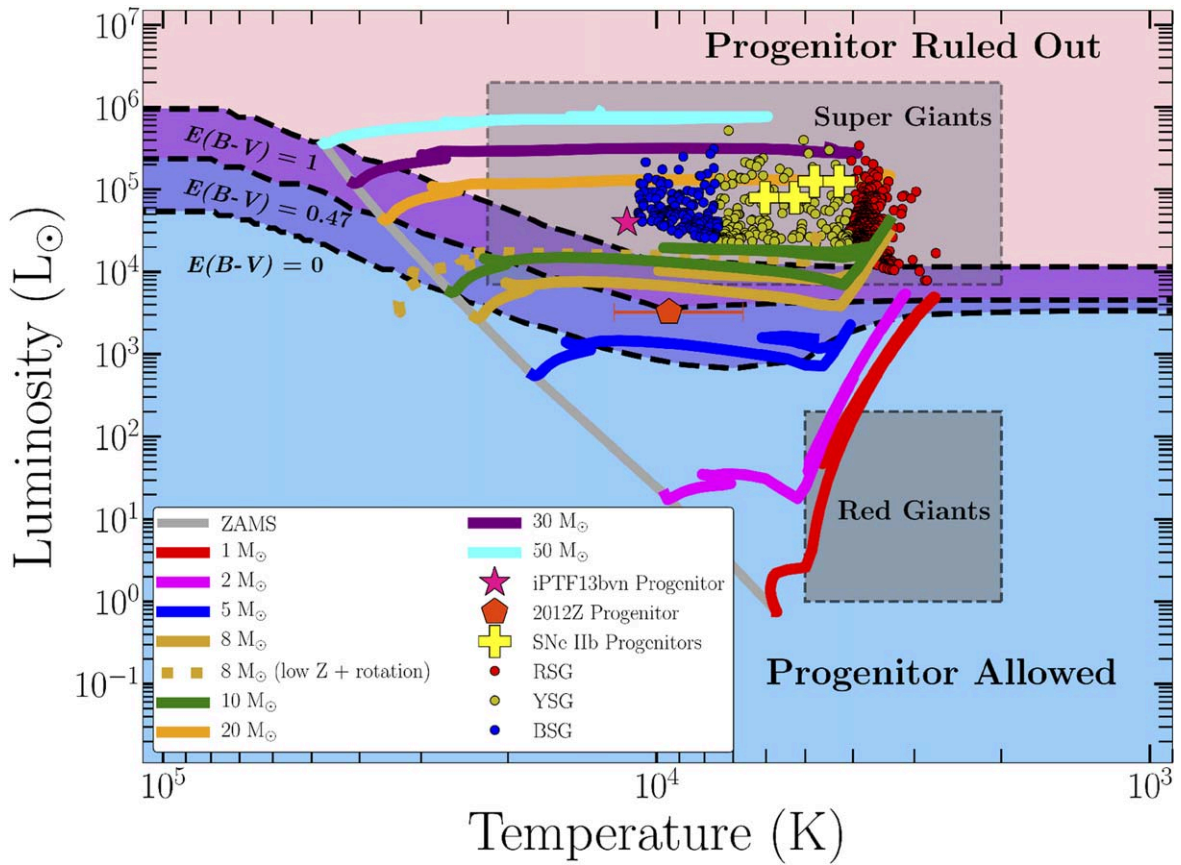 10⁷
10⁶
10⁵
10⁴
10³
10²
10¹
10⁰
10⁻¹
Luminosity (L⊙)
Progenitor Ruled Out
Super Giants
E(B-V) = 1
E(B-V) = 0.47
E(B-V) = 0
Red Giants
Progenitor Allowed
ZAMS
1 M⊙
2 M⊙
5 M⊙
8 M⊙
8 M⊙ (low Z + rotation)
10 M⊙
20 M⊙
30 M⊙
50 M⊙
iPTF13bvn Progenitor
2012Z Progenitor
SNe IIb Progenitors
RSG
YSG
BSG
10⁵
10⁴
10³
Temperature (K)